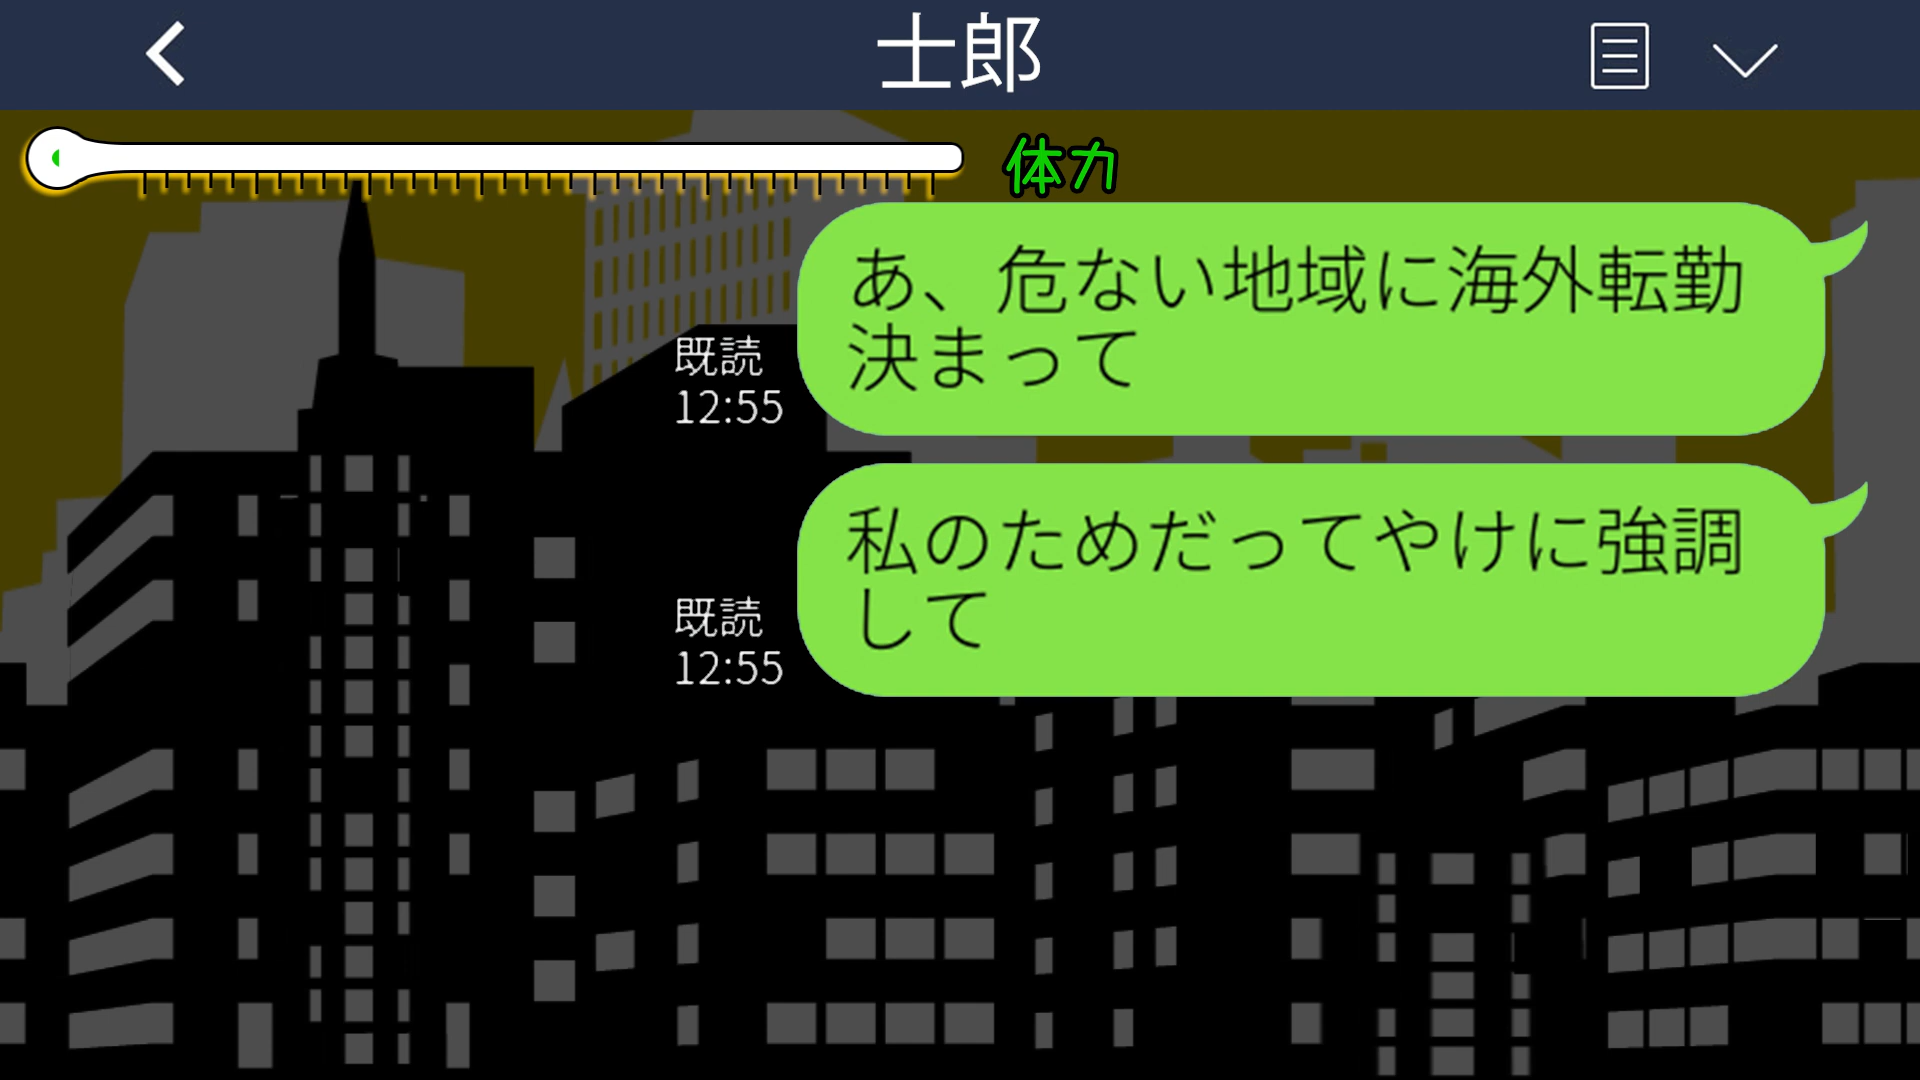 士郎
体力
あ、危ない地域に海外転勤
決まって
既読
12:55
私のためだってやけに強調
して
既読
12:55